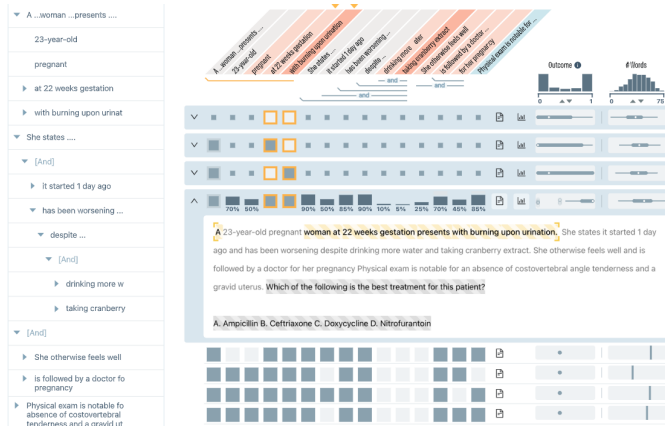 A ...woman ...presents ....
23-year-old
pregnant
at 22 weeks gestation
with burning upon urinat
She states ....
[And]
it started 1 day ago
has been worsening ...
despite ...
[And]
drinking more w
taking cranberry
[And]
She otherwise feels well
is followed by a doctor fo
pregnancy
Physical exam is notable fo
absence of costovertebral
tenderness and a gravid ut
A ...woman ...presents ....
23-year-old
pregnant
at 22 weeks gestation
with burning upon urination
She states ...
it started 1 day ago
has been worsening ...
despite ...
drinking more ater
taking cranberry extract
She otherwise feels well
is followed by a doctor ...
for her pregnancy
Physical exam is notable for ...
and
and
and
Outcome
# Words
0 1
0 75
70% 50% 90% 50% 85% 90% 10% 5% 25% 70% 45% 85%
A 23-year-old pregnant woman at 22 weeks gestation presents with burning upon urination. She states it started 1 day
ago and has been worsening despite drinking more water and taking cranberry extract. She otherwise feels well and is
followed by a doctor for her pregnancy Physical exam is notable for an absence of costovertebral angle tenderness and a
gravid uterus. Which of the following is the best treatment for this patient?
A. Ampicillin B. Ceftriaxone C. Doxycycline D. Nitrofurantoin